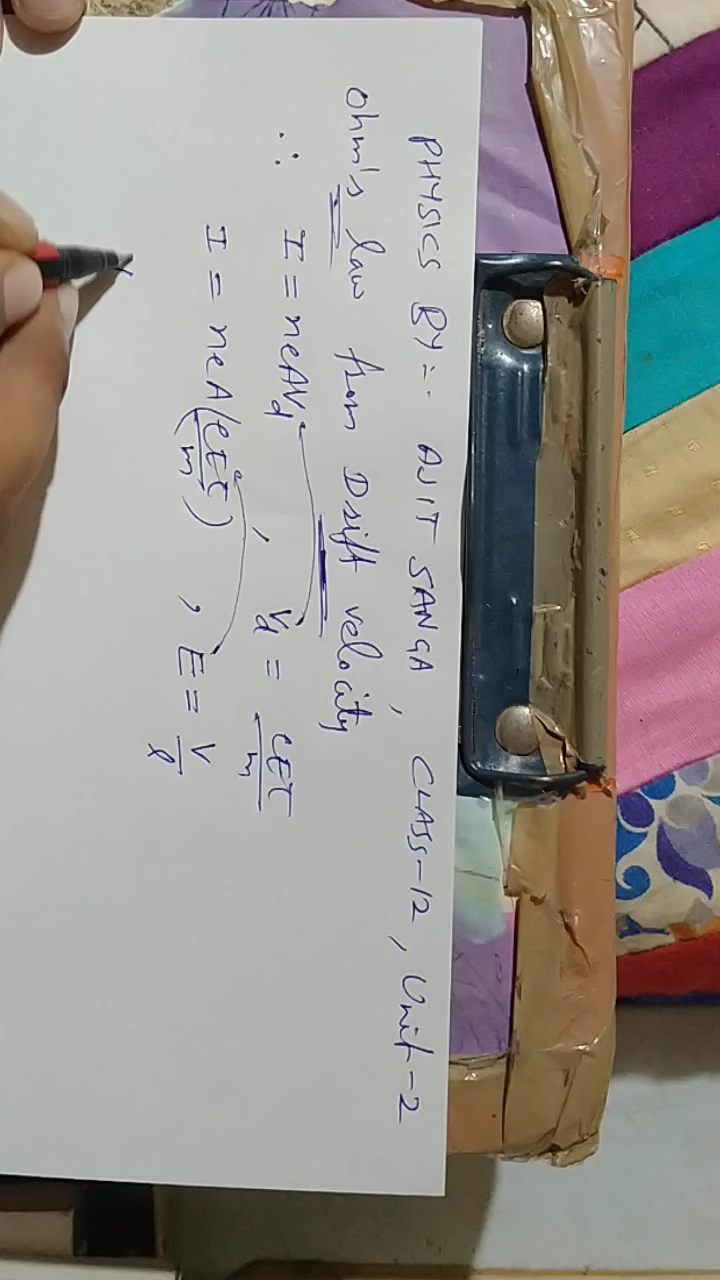 PHYSICS BY:- AJIT SANGA, CLASS-12, Unit-2
Ohm's law from Drift velocity
∴ I = neAVd, Vd = eEτ/m
I = neA(eEτ/m), E = V/l